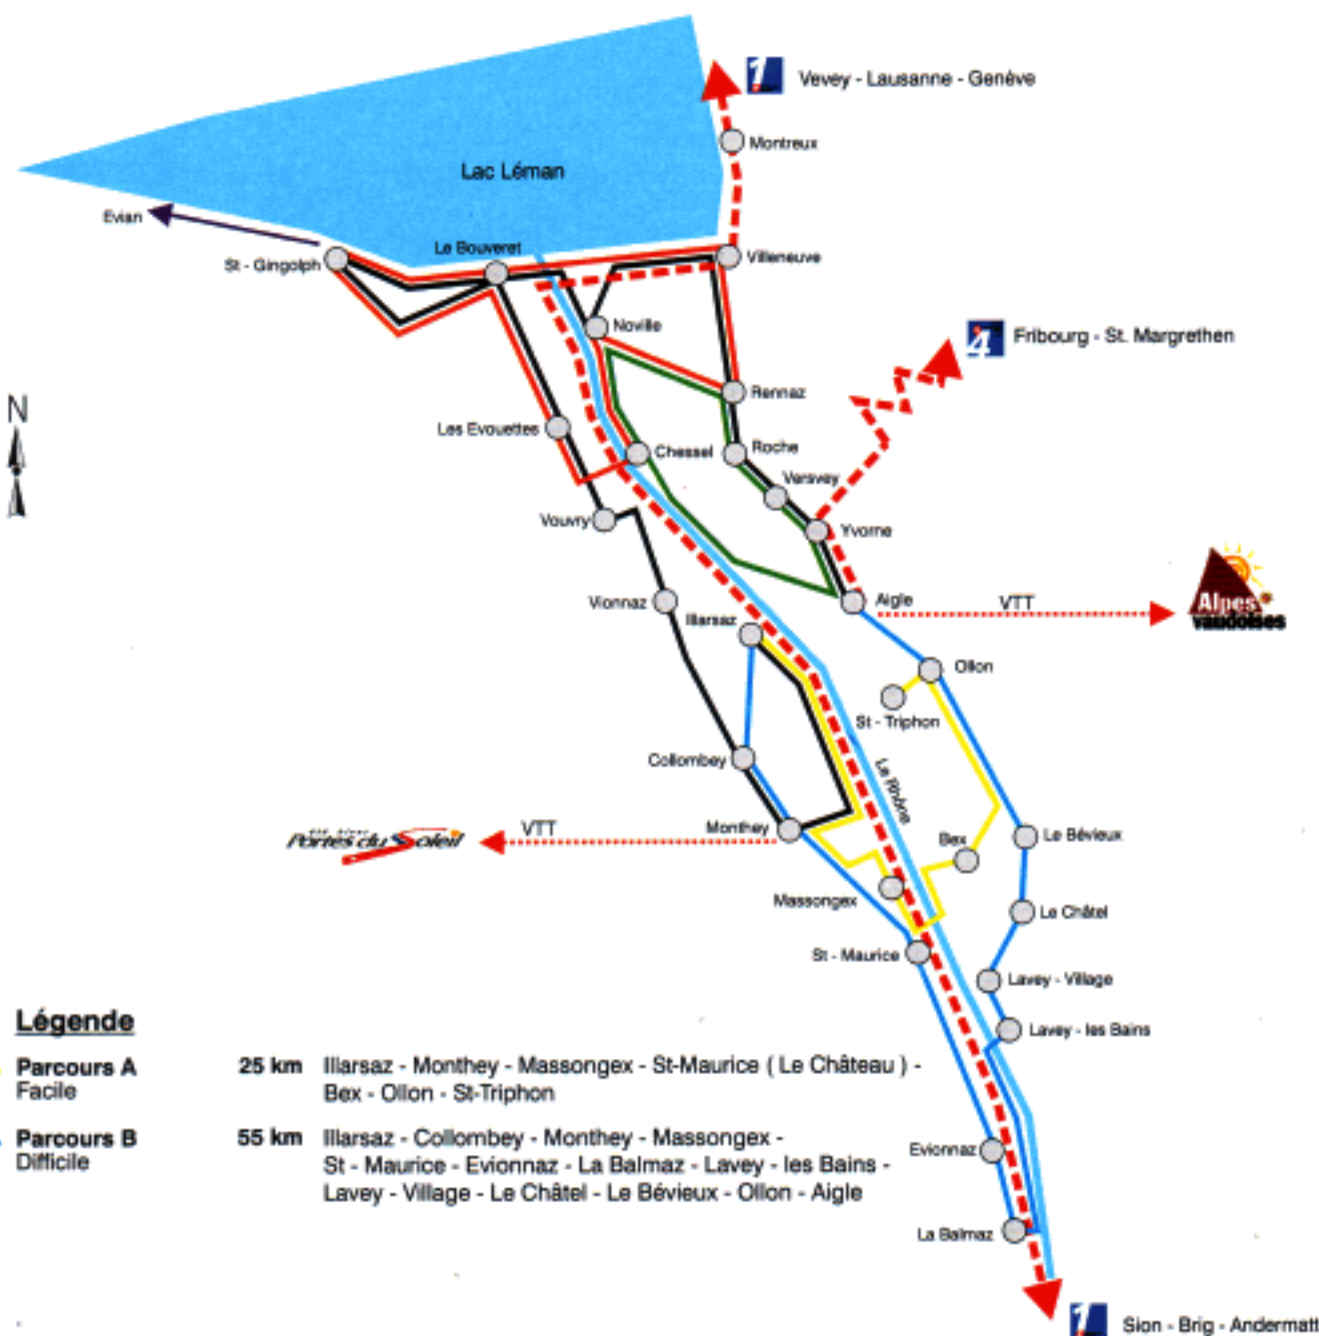 1 Vevey - Lausanne - Genève
Montreux
Lac Léman
Evian
Le Bouveret
St - Gingolph
Villeneuve
Noville
4 Fribourg - St. Margrethen
Rennaz
N
Les Evouettes
Chessel
Roche
Versvey
Vouvry
Yvorne
Vionnaz
Aigle
VTT
Alpes
vaudoises
Illarsaz
Ollon
St - Triphon
Collombey
Le Rhône
Portes du Soleil
VTT
Monthey
Bex
Le Bévieux
Massongex
Le Châtel
St - Maurice
Lavey - Village
Lavey - les Bains
Légende
Parcours A 25 km Illarsaz - Monthey - Massongex - St-Maurice ( Le Château ) -
Facile Bex - Ollon - St-Triphon
Parcours B 55 km Illarsaz - Collombey - Monthey - Massongex -
Difficile St - Maurice - Evionnaz - La Balmaz - Lavey - les Bains -
Lavey - Village - Le Châtel - Le Bévieux - Ollon - Aigle
Evionnaz
La Balmaz
1 Sion - Brig - Andermatt